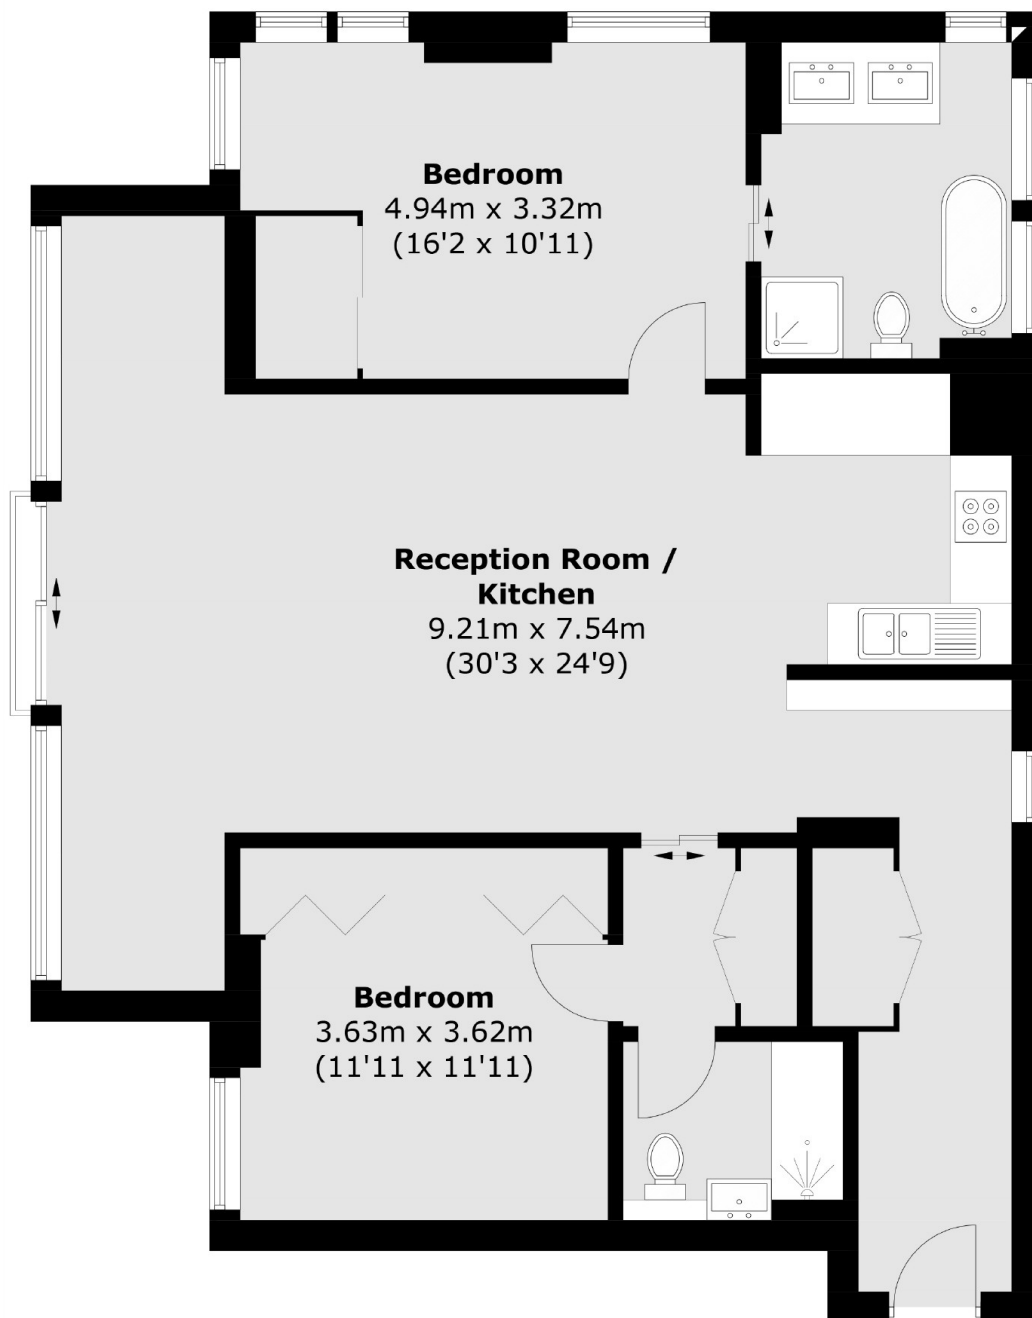 Bedroom
4.94m x 3.32m
(16'2 x 10'11)
Reception Room /
Kitchen
9.21m x 7.54m
(30'3 x 24'9)
Bedroom
3.63m x 3.62m
(11'11 x 11'11)